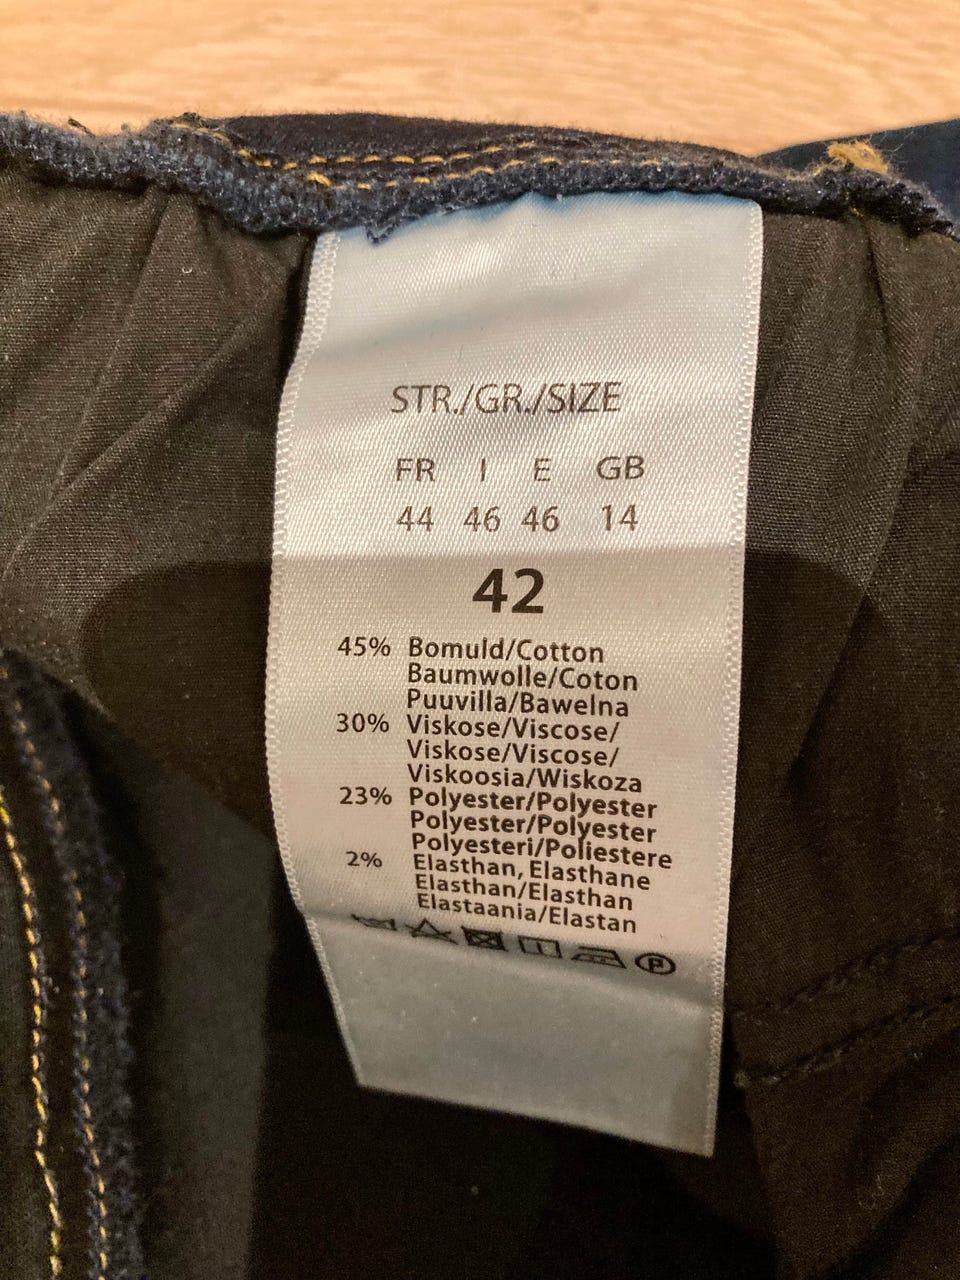 STR./GR./SIZE
FR I E GB
44 46 46 14
42
45% Bomuld/Cotton
Baumwolle/Coton
Puuvilla/Bawelna
30% Viskose/Viscose/
Viskose/Viscose/
Viskoosia/Wiskoza
23% Polyester/Polyester
Polyester/Polyester
Polyesteri/Poliestere
2% Elasthan, Elasthane
Elasthan/Elasthan
Elastaania/Elastan
P